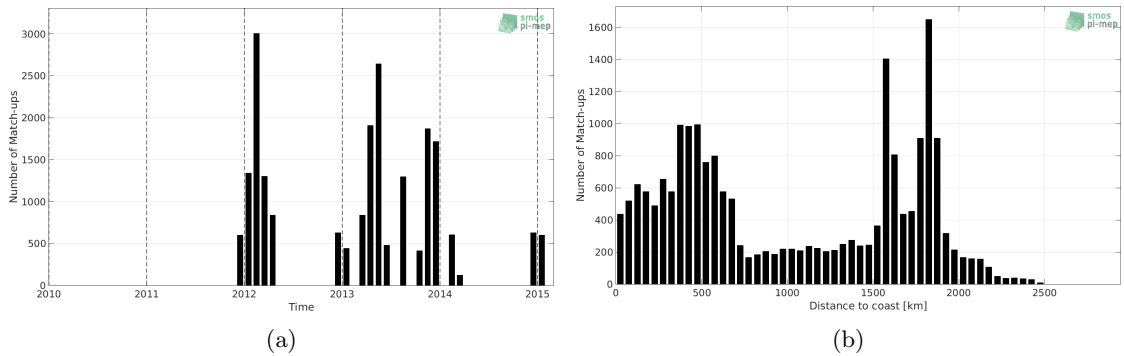 smos
pi-mep
Number of Match-ups
3000
2500
2000
1500
1000
500
0
2010
2011
2012
2013
2014
2015
Time
(a)
smos
pi-mep
Number of Match-ups
1600
1400
1200
1000
800
600
400
200
0
0
500
1000
1500
2000
2500
Distance to coast [km]
(b)